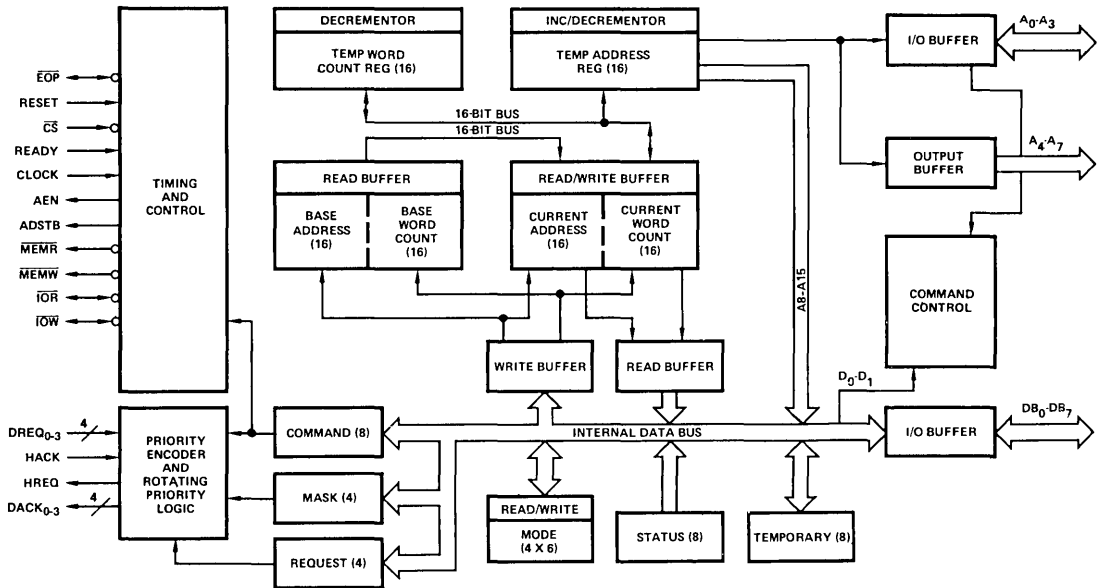 DECREMENTOR
TEMP WORD
COUNT REG (16)
INC/DECREMENTOR
TEMP ADDRESS
REG (16)
I/O BUFFER
A0-A3
EOP
RESET
CS
READY
CLOCK
AEN
ADSTB
MEMR
MEMW
IOR
IOW
TIMING
AND
CONTROL
16-BIT BUS
16-BIT BUS
READ BUFFER
BASE
ADDRESS
(16)
BASE
WORD
COUNT
(16)
READ/WRITE BUFFER
CURRENT
ADDRESS
(16)
CURRENT
WORD
COUNT
(16)
OUTPUT
BUFFER
A4-A7
A8-A15
COMMAND
CONTROL
WRITE BUFFER
READ BUFFER
D0-D1
DREQ0-3
4
HACK
HREQ
DACK0-3
4
PRIORITY
ENCODER
AND
ROTATING
PRIORITY
LOGIC
COMMAND (8)
MASK (4)
REQUEST (4)
INTERNAL DATA BUS
I/O BUFFER
DB0-DB7
READ/WRITE
MODE
(4 X 6)
STATUS (8)
TEMPORARY (8)